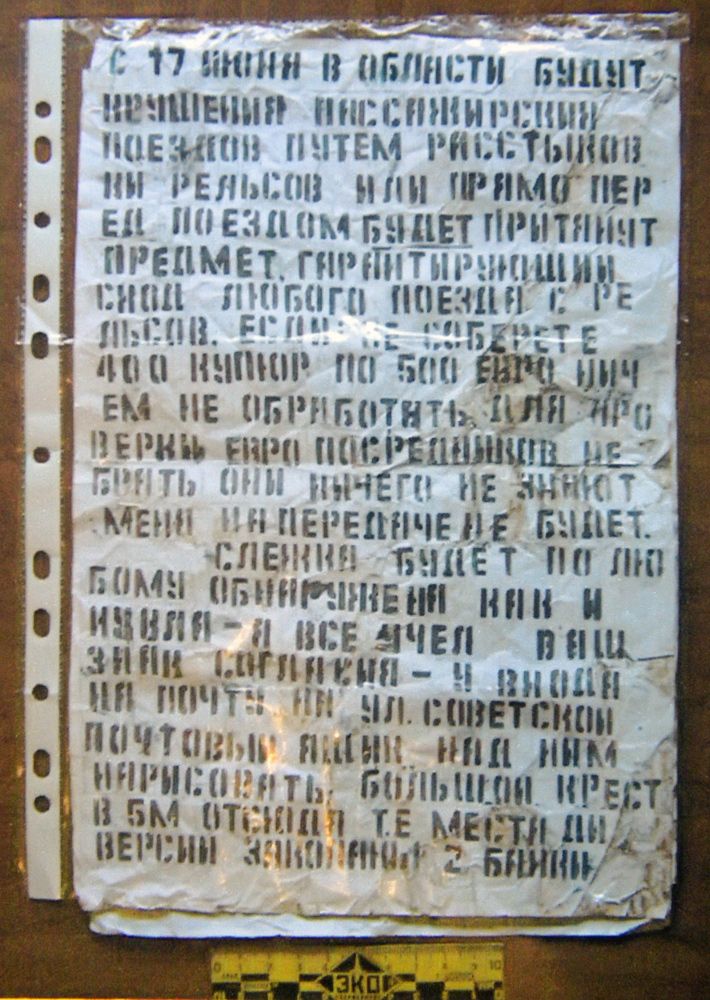 С 17 ИЮНЯ В ОБЛАСТИ БУДУТ
КРУШЕНИЯ ПАССАЖИРСКИХ
ПОЕЗДОВ ПУТЕМ РАССТЫКОВ
КИ РЕЛЬСОВ ИЛИ ПРЯМО ПЕР
ЕД ПОЕЗДОМ БУДЕТ ПРИТЯНУТ
ПРЕДМЕТ, ГАРАНТИРУЮЩИЙ
СХОД ЛЮБОГО ПОЕЗДА С РЕ
ЛЬСОВ. ЕСЛИ НЕ СОБЕРЕТЕ
400 КУПЮР ПО 500 ЕВРО НИЧ
ЕМ НЕ ОБРАБОТАТЬ. ДЛЯ ПРО
ВЕРКИ ЕВРО ПОСРЕДНИКОВ НЕ
БРАТЬ ОНИ НИЧЕГО НЕ ЗНАЮТ
МЕНЯ НА ПЕРЕДАЧЕ НЕ БУДЕТ.
СЛЕЖКА БУДЕТ ПО ЛЮ
БОМУ ОБНАРУЖЕНА КАК И
КУКЛА - Я ВСЕ УЧЕЛ ВАШ
ЗНАК СОГЛАСИЯ - У ВХОДА
НА ПОЧТУ НА УЛ. СОВЕТСКОЙ
ПОЧТОВЫЙ ЯЩИК НАД НИМ
НАРИСОВАТЬ БОЛЬШОЙ КРЕСТ
В 5М ОТСЮДА Т.Е МЕСТА ДИ
ВЕРСИИ ЗАКОПАНЫ 2 БАНКИ
ЭКО
10